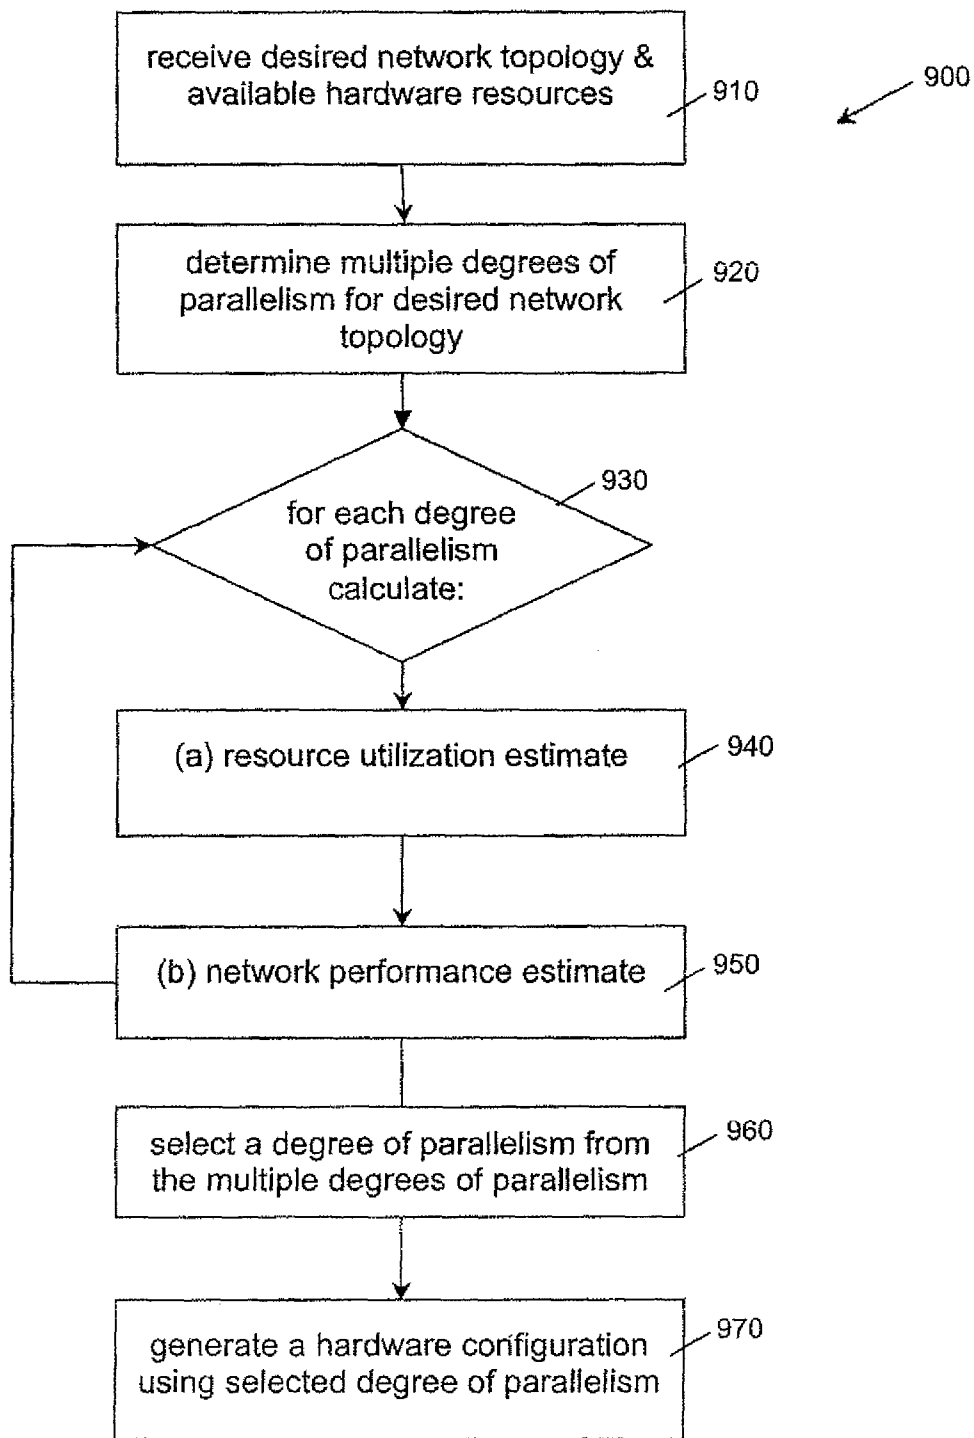 receive desired network topology &
available hardware resources
910
900
determine multiple degrees of
parallelism for desired network
topology
920
930
for each degree
of parallelism
calculate:
(a) resource utilization estimate
940
(b) network performance estimate
950
select a degree of parallelism from
the multiple degrees of parallelism
960
generate a hardware configuration
using selected degree of parallelism
970